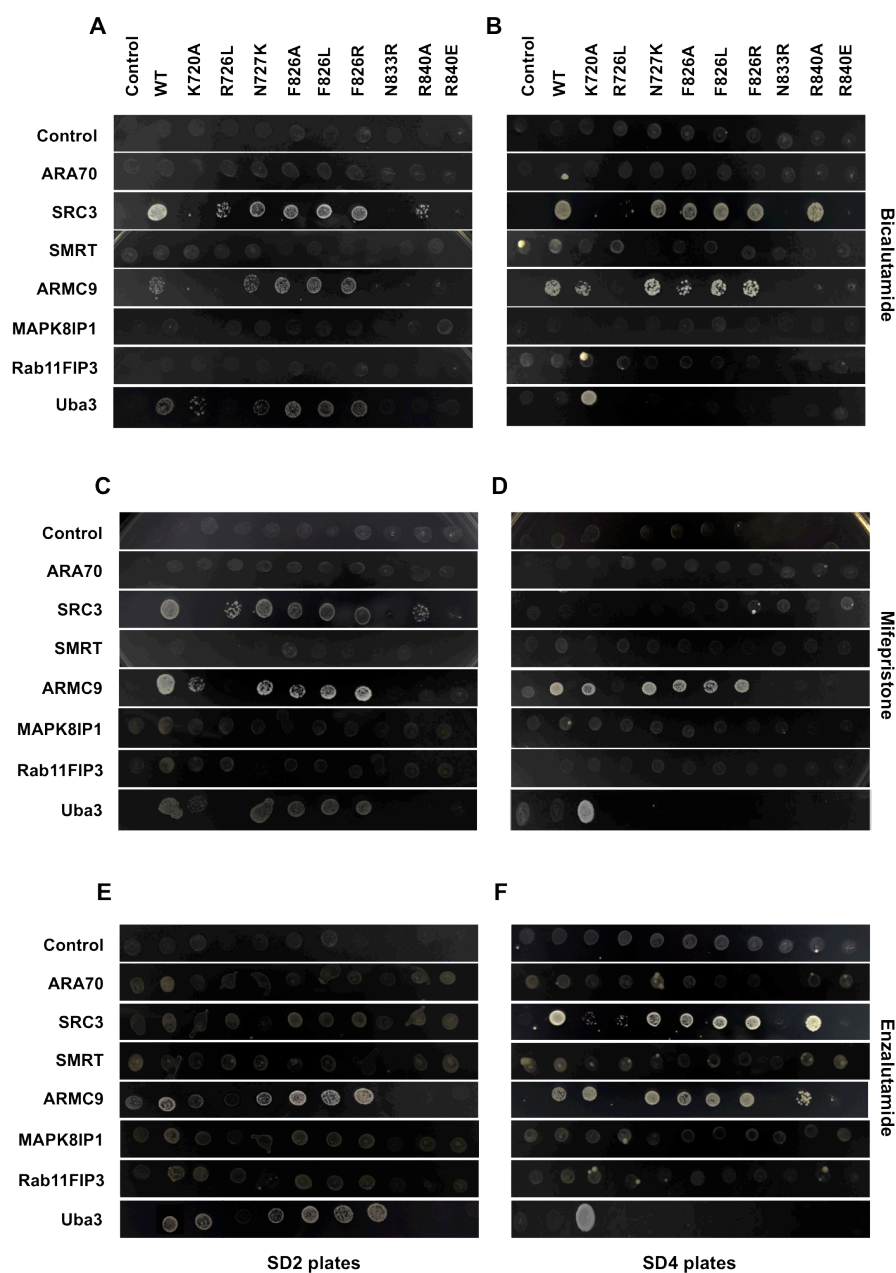 A
B
Control
WT
K720A
R726L
N727K
F826A
F826L
F826R
N833R
R840A
R840E
Control
WT
K720A
R726L
N727K
F826A
F826L
F826R
N833R
R840A
R840E
Control
ARA70
SRC3
SMRT
ARMC9
MAPK8IP1
Rab11FIP3
Uba3
Bicalutamide
C
D
Control
ARA70
SRC3
SMRT
ARMC9
MAPK8IP1
Rab11FIP3
Uba3
Mifepristone
E
F
Control
ARA70
SRC3
SMRT
ARMC9
MAPK8IP1
Rab11FIP3
Uba3
Enzalutamide
SD2 plates
SD4 plates